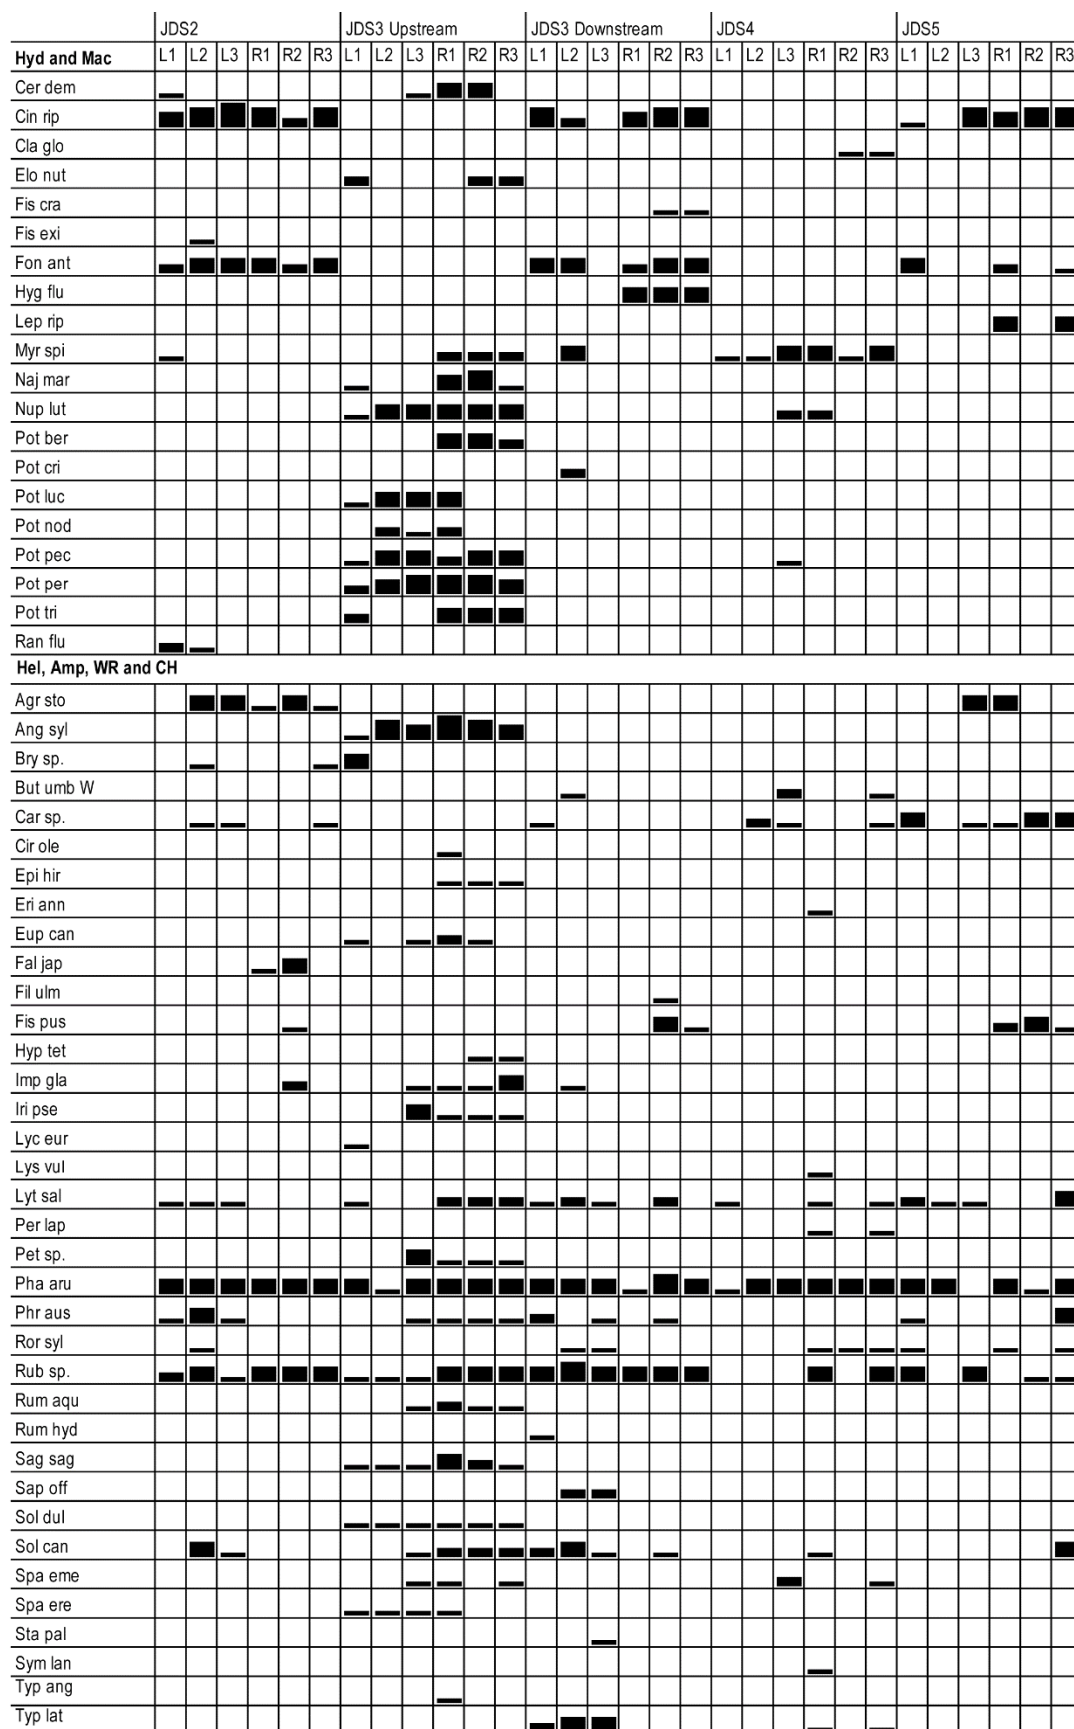 JDS2 JDS3 Upstream JDS3 Downstream JDS4 JDS5
Hyd and Mac L1 L2 L3 R1 R2 R3 L1 L2 L3 R1 R2 R3 L1 L2 L3 R1 R2 R3 L1 L2 L3 R1 R2 R3 L1 L2 L3 R1 R2 R3
Cer dem
Cin rip
Cla glo
Elo nut
Fis cra
Fis exi
Fon ant
Hyg flu
Lep rip
Myr spi
Naj mar
Nup lut
Pot ber
Pot cri
Pot luc
Pot nod
Pot pec
Pot per
Pot tri
Ran flu
Hel, Amp, WR and CH
Agr sto
Ang syl
Bry sp.
But umb W
Car sp.
Cir ole
Epi hir
Eri ann
Eup can
Fal jap
Fil ulm
Fis pus
Hyp tet
Imp gla
Iri pse
Lyc eur
Lys vul
Lyt sal
Per lap
Pet sp.
Pha aru
Phr aus
Ror syl
Rub sp.
Rum aqu
Rum hyd
Sag sag
Sap off
Sol dul
Sol can
Spa eme
Spa ere
Sta pal
Sym lan
Typ ang
Typ lat